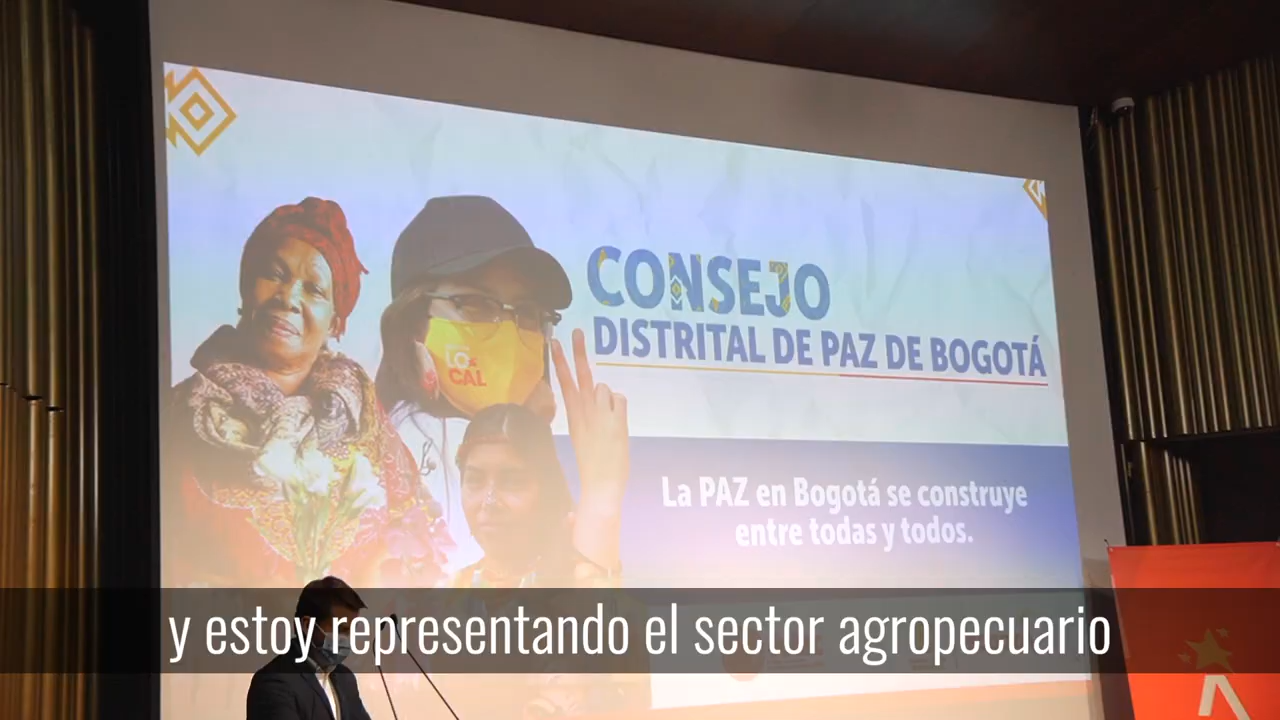 CONSEJO
DISTRITAL DE PAZ DE BOGOTÁ
LO
CAL
La PAZ en Bogotá se construye
entre todas y todos.
y estoy representando el sector agropecuario